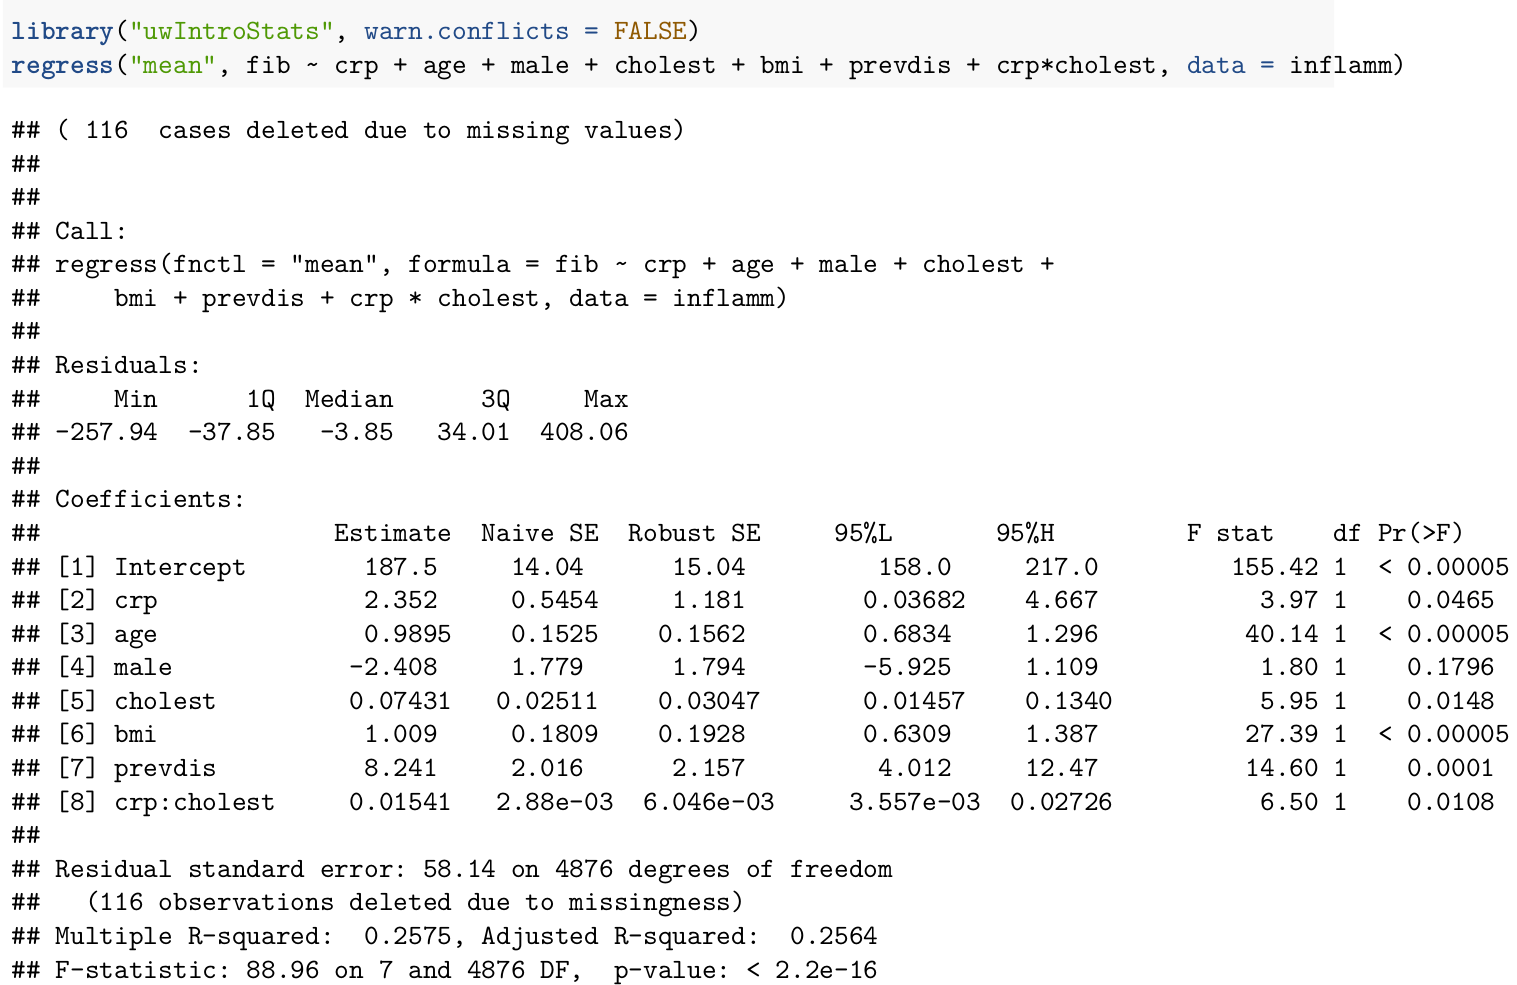 library("uwIntroStats", warn.conflicts = FALSE)
regress("mean", fib ~ crp + age + male + cholest + bmi + prevdis + crp*cholest, data = inflamm)
## ( 116  cases deleted due to missing values)
##
##
## Call:
## regress(fnctl = "mean", formula = fib ~ crp + age + male + cholest +
##     bmi + prevdis + crp * cholest, data = inflamm)
##
## Residuals:
##     Min      1Q  Median      3Q     Max
## -257.94  -37.85   -3.85   34.01  408.06
##
## Coefficients:
##                    Estimate  Naive SE  Robust SE     95%L       95%H         F stat    df Pr(>F)
## [1] Intercept        187.5     14.04      15.04         158.0     217.0         155.42 1  < 0.00005
## [2] crp              2.352     0.5454     1.181        0.03682    4.667           3.97 1    0.0465
## [3] age              0.9895    0.1525    0.1562        0.6834     1.296          40.14 1  < 0.00005
## [4] male            -2.408     1.779      1.794        -5.925     1.109           1.80 1    0.1796
## [5] cholest         0.07431   0.02511    0.03047       0.01457    0.1340          5.95 1    0.0148
## [6] bmi              1.009     0.1809    0.1928        0.6309     1.387          27.39 1  < 0.00005
## [7] prevdis          8.241     2.016      2.157         4.012     12.47          14.60 1    0.0001
## [8] crp:cholest     0.01541   2.88e-03  6.046e-03     3.557e-03  0.02726          6.50 1    0.0108
##
## Residual standard error: 58.14 on 4876 degrees of freedom
##   (116 observations deleted due to missingness)
## Multiple R-squared:  0.2575, Adjusted R-squared:  0.2564
## F-statistic: 88.96 on 7 and 4876 DF,  p-value: < 2.2e-16